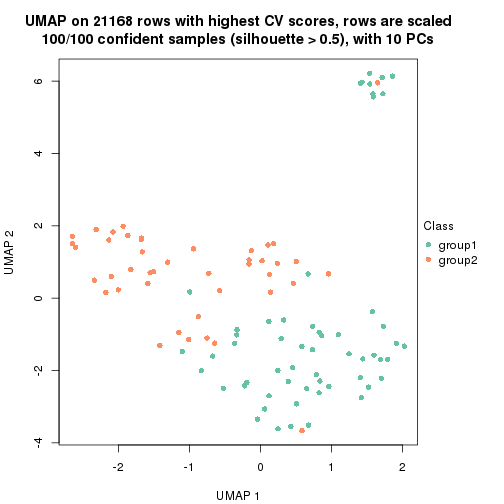 UMAP on 21168 rows with highest CV scores, rows are scaled
100/100 confident samples (silhouette > 0.5), with 10 PCs
6
4
2
0
-2
-4
UMAP 2
-2
-1
0
1
2
UMAP 1
Class
group1
group2